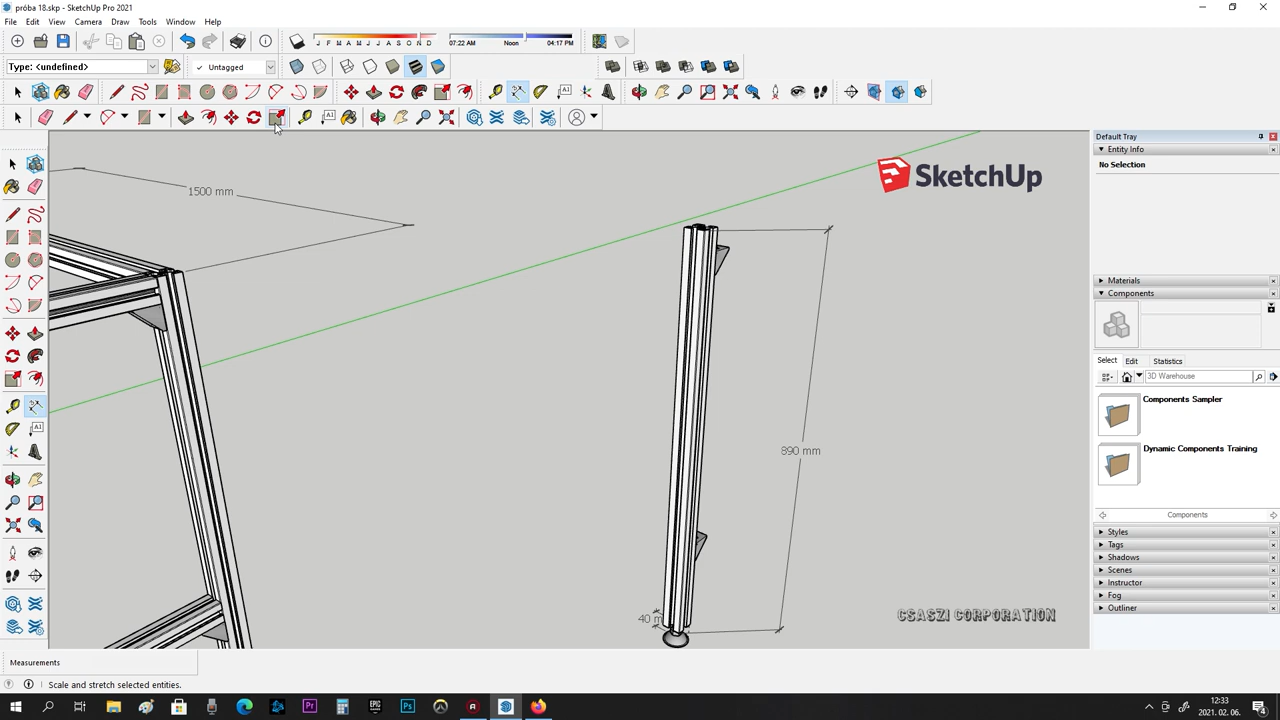 próba 18.skp - SketchUp Pro 2021
File Edit View Camera Draw Tools Window Help
J F M A M J J A S O N D
07:22 AM Noon 04:17 PM
Type: <undefined>
Untagged
Default Tray
Entity Info
No Selection
1500 mm
SketchUp
Materials
Components
Select Edit Statistics
3D Warehouse
Components Sampler
Dynamic Components Training
890 mm
Components
Styles
Tags
Shadows
Scenes
Instructor
Fog
Outliner
40 m
CSASZI CORPORATION
Measurements
Scale and stretch selected entities.
12:33
2021. 02. 06.